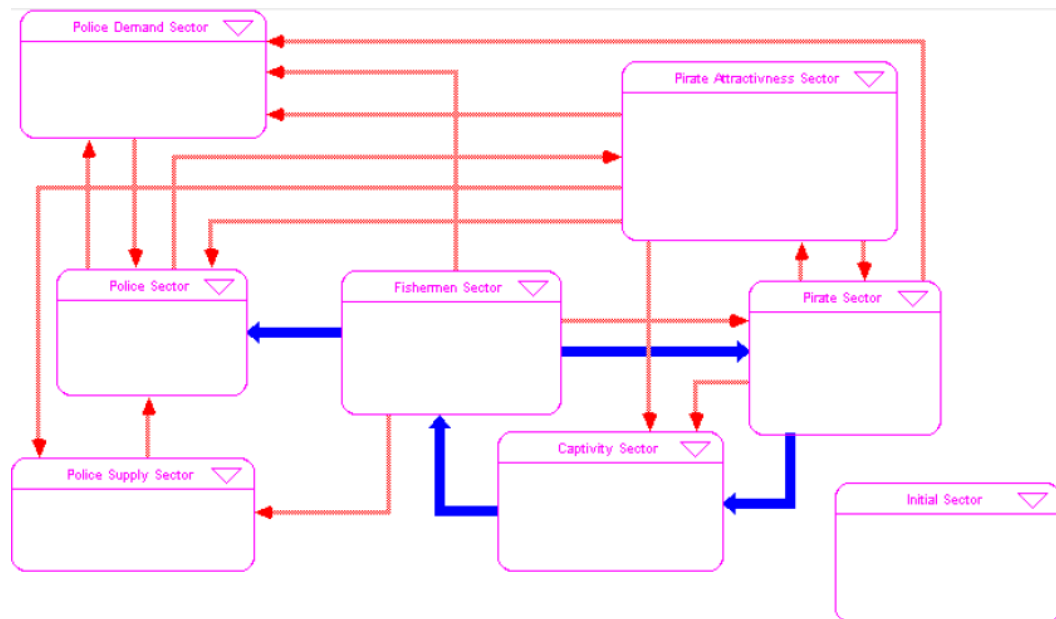 Police Demand Sector
Pirate Attractivness Sector
Police Sector
Fishermen Sector
Pirate Sector
Captivity Sector
Police Supply Sector
Initial Sector